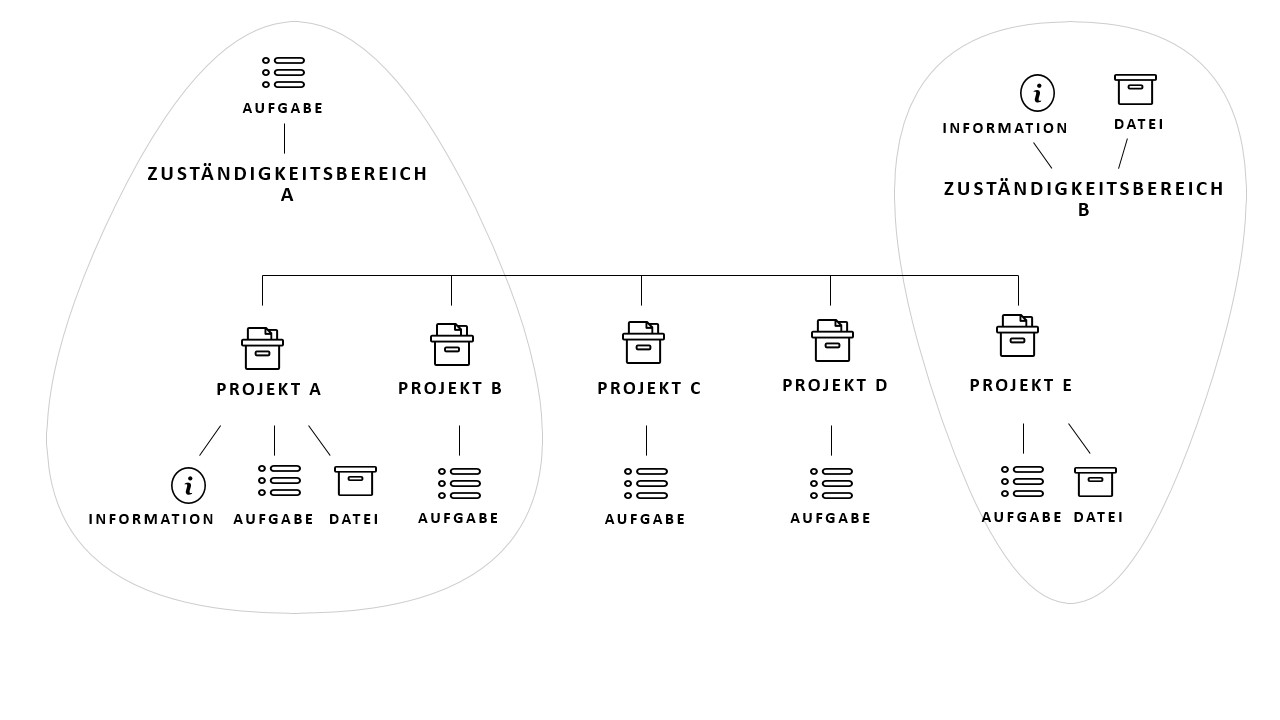 AUFGABE
ZUSTÄNDIGKEITSBEREICH
A
INFORMATION
DATEI
ZUSTÄNDIGKEITSBEREICH
B
PROJEKT A
PROJEKT B
PROJEKT C
PROJEKT D
PROJEKT E
INFORMATION
AUFGABE
DATEI
AUFGABE
AUFGABE
AUFGABE
AUFGABE
DATEI